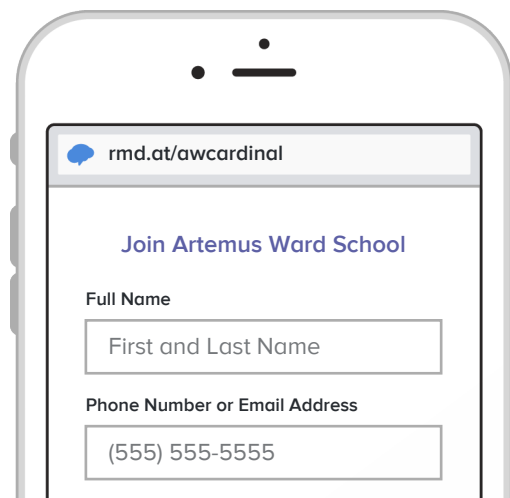 rmd.at/awcardinal
Join Artemus Ward School
Full Name
First and Last Name
Phone Number or Email Address
(555) 555-5555